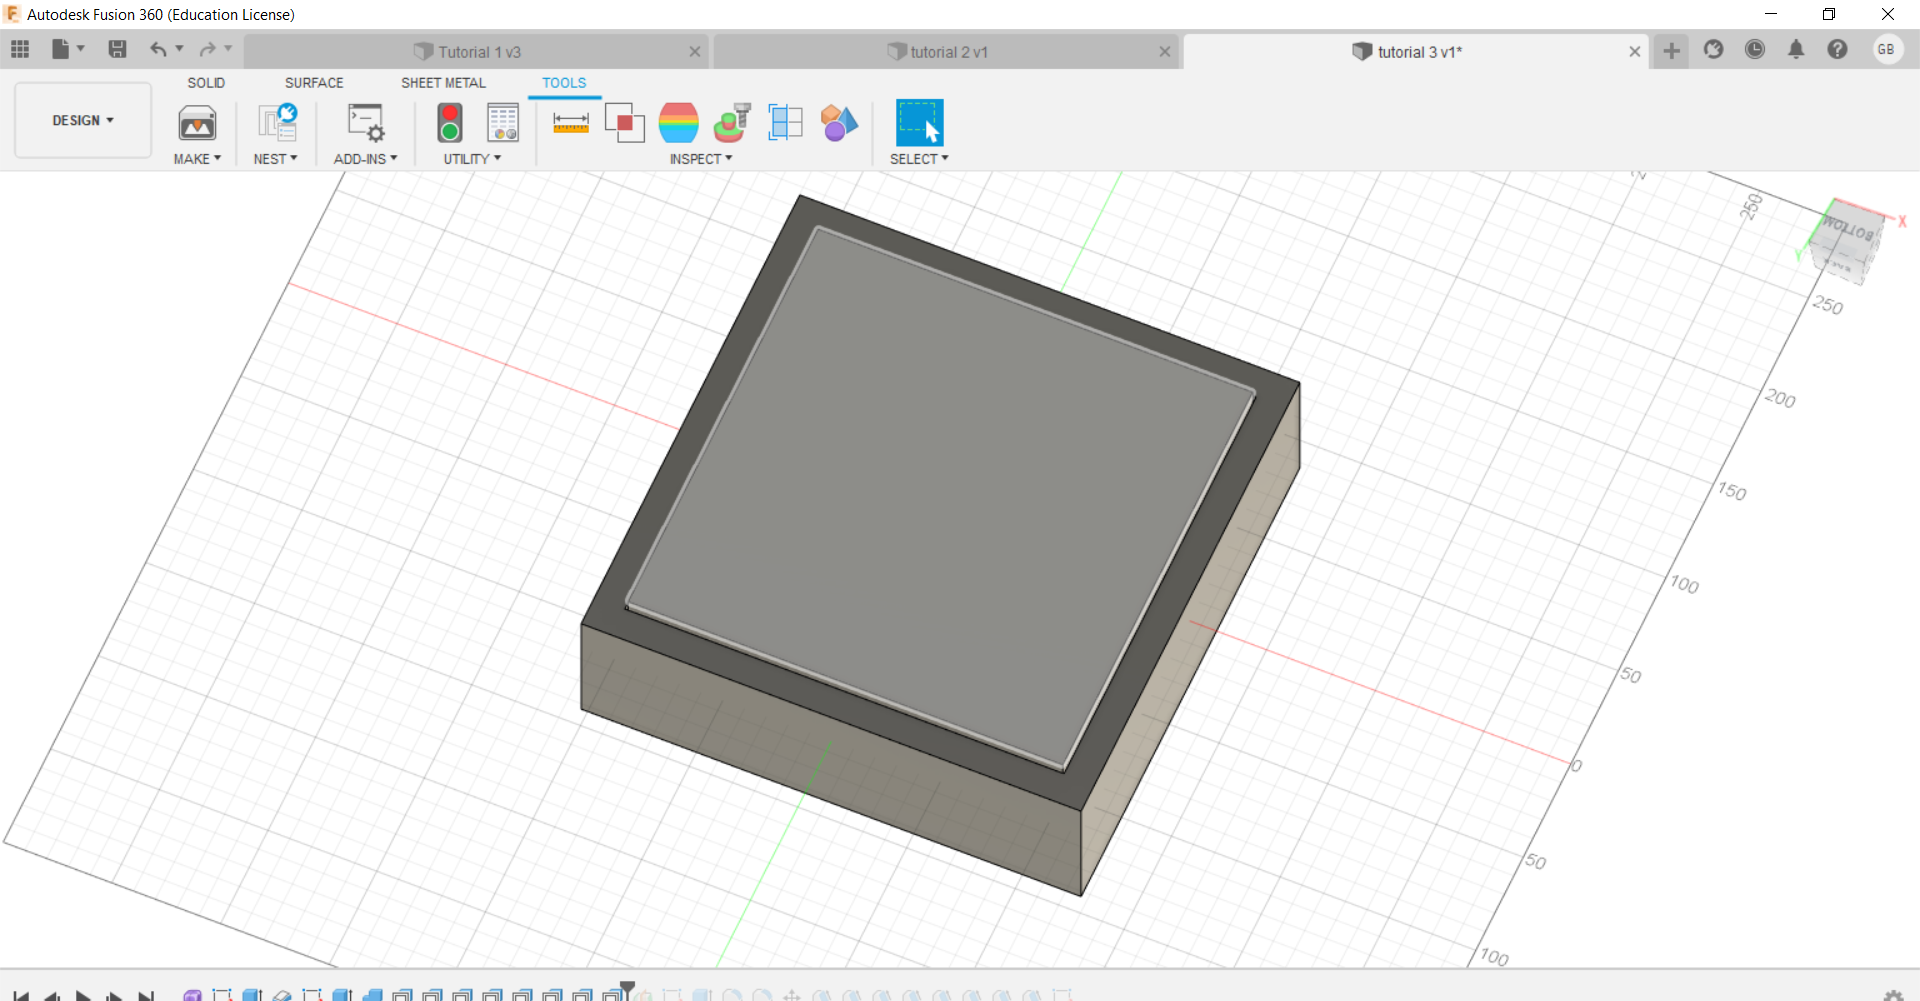 Autodesk Fusion 360 (Education License)
Tutorial 1 v3
tutorial 2 v1
tutorial 3 v1*
GB
SOLID
SURFACE
SHEET METAL
TOOLS
DESIGN
MAKE
NEST
ADD-INS
UTILITY
INSPECT
SELECT
250
X
BOTTOM
Y
250
200
150
100
50
0
50
100